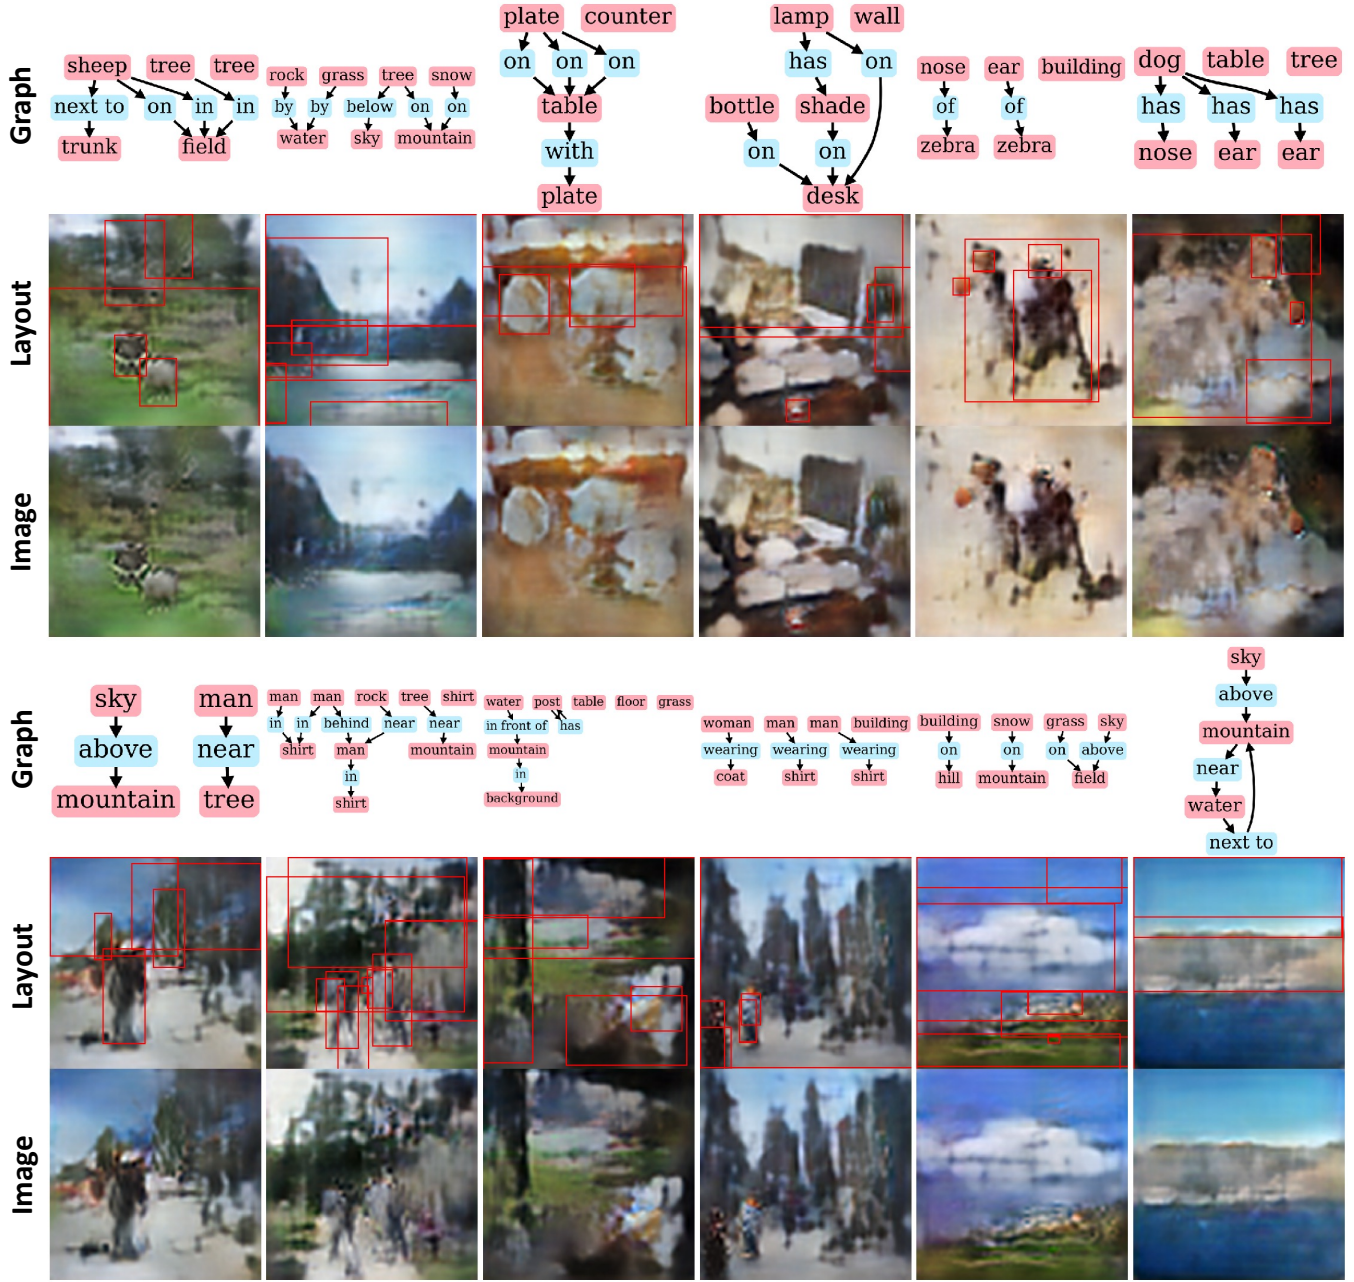 Graph
sheep tree tree
next to on in in
trunk field
rock grass tree snow
by by below on on
water sky mountain
plate counter
on on on
table
with
plate
lamp wall
has on
bottle shade
on on
desk
nose ear building
of of
zebra zebra
dog table tree
has has has
nose ear ear
Layout
Image
Graph
sky man
above near
mountain tree
man man rock tree shirt
in in behind near near
shirt man mountain
in
shirt
water post table floor grass
in front of has
mountain
in
background
woman man man building
wearing wearing wearing
coat shirt shirt
building snow grass sky
on on on above
hill mountain field
sky
above
mountain
near
water
next to
Layout
Image